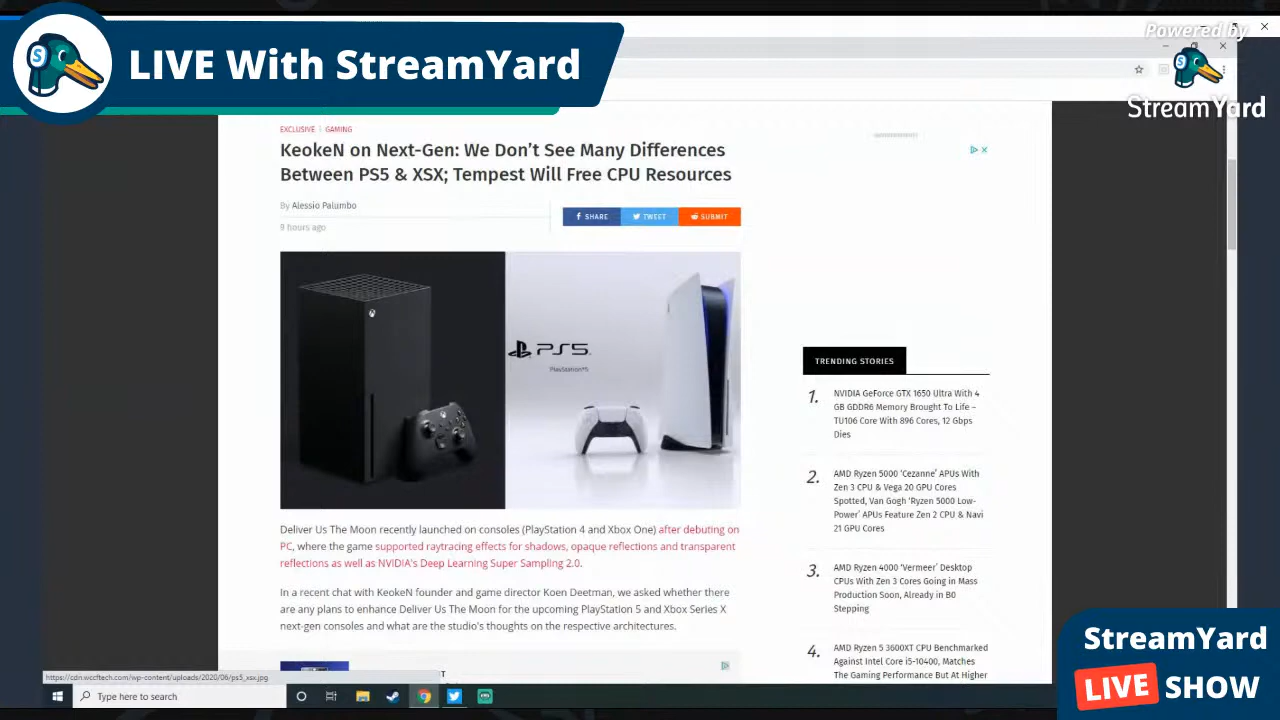 LIVE With StreamYard
Powered by
StreamYard
EXCLUSIVE | GAMING
KeokeN on Next-Gen: We Don't See Many Differences
Between PS5 & XSX; Tempest Will Free CPU Resources
By Alessio Palumbo
9 hours ago
SHARE
TWEET
SUBMIT
PS5
PlayStation®5
Deliver Us The Moon recently launched on consoles (PlayStation 4 and Xbox One) after debuting on
PC, where the game supported raytracing effects for shadows, opaque reflections and transparent
reflections as well as NVIDIA's Deep Learning Super Sampling 2.0.
In a recent chat with KeokeN founder and game director Koen Deetman, we asked whether there
are any plans to enhance Deliver Us The Moon for the upcoming PlayStation 5 and Xbox Series X
next-gen consoles and what are the studio's thoughts on the respective architectures.
TRENDING STORIES
1. NVIDIA GeForce GTX 1650 Ultra With 4
GB GDDR6 Memory Brought To Life –
TU106 Core With 896 Cores, 12 Gbps
Dies
2. AMD Ryzen 5000 'Cezanne' APUs With
Zen 3 CPU & Vega 20 GPU Cores
Spotted, Van Gogh 'Ryzen 5000 Low-
Power' APUs Feature Zen 2 CPU & Navi
21 GPU Cores
3. AMD Ryzen 4000 'Vermeer' Desktop
CPUs With Zen 3 Cores Going in Mass
Production Soon, Already in B0
Stepping
4. AMD Ryzen 5 3600XT CPU Benchmarked
Against Intel Core i5-10400, Matches
The Gaming Performance But At Higher
https://cdn.wccftech.com/wp-content/uploads/2020/06/ps5_xsx.jpg
Type here to search
StreamYard
LIVE SHOW